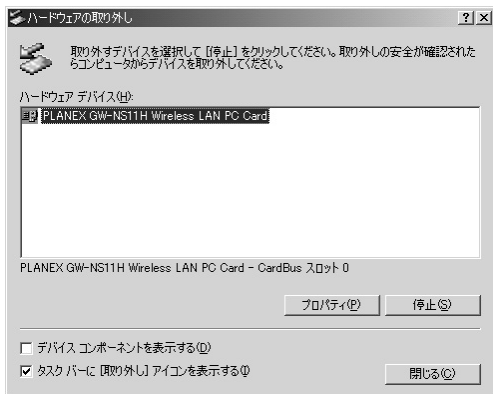 ハードウェアの取り外し
取り外すデバイスを選択して [停止] をクリックしてください。取り外しの安全が確認された
らコンピュータからデバイスを取り外してください。
ハードウェア デバイス(H):
PLANEX GW-NS11H Wireless LAN PC Card
PLANEX GW-NS11H Wireless LAN PC Card - CardBus スロット 0
プロパティ(P)
停止(S)
デバイス コンポーネントを表示する(D)
タスク バーに [取り外し] アイコンを表示する(I)
閉じる(C)